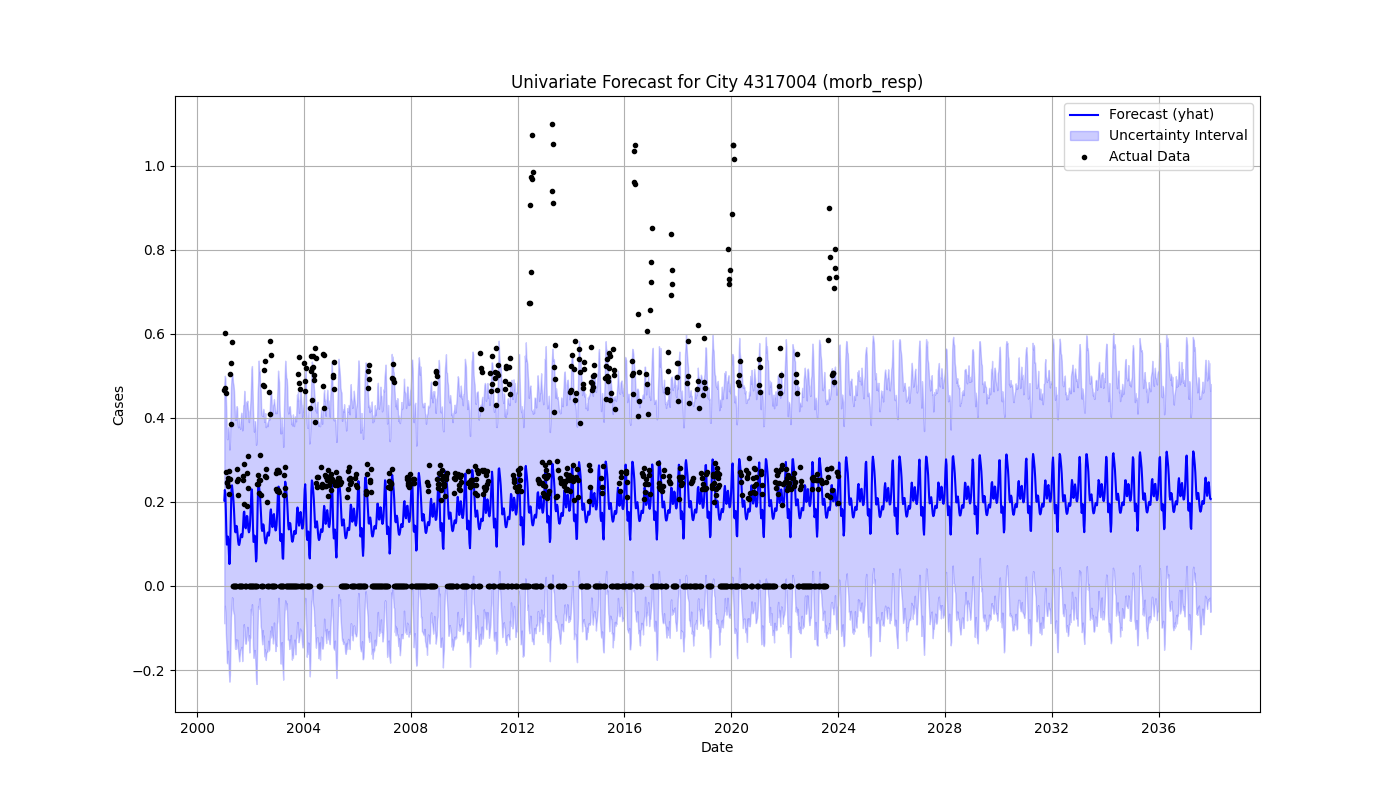 Univariate Forecast for City 4317004 (morb_resp)
Forecast (yhat)
Uncertainty Interval
Actual Data
1.0
0.8
0.6
0.4
0.2
0.0
−0.2
Cases
2000 2004 2008 2012 2016 2020 2024 2028 2032 2036
Date